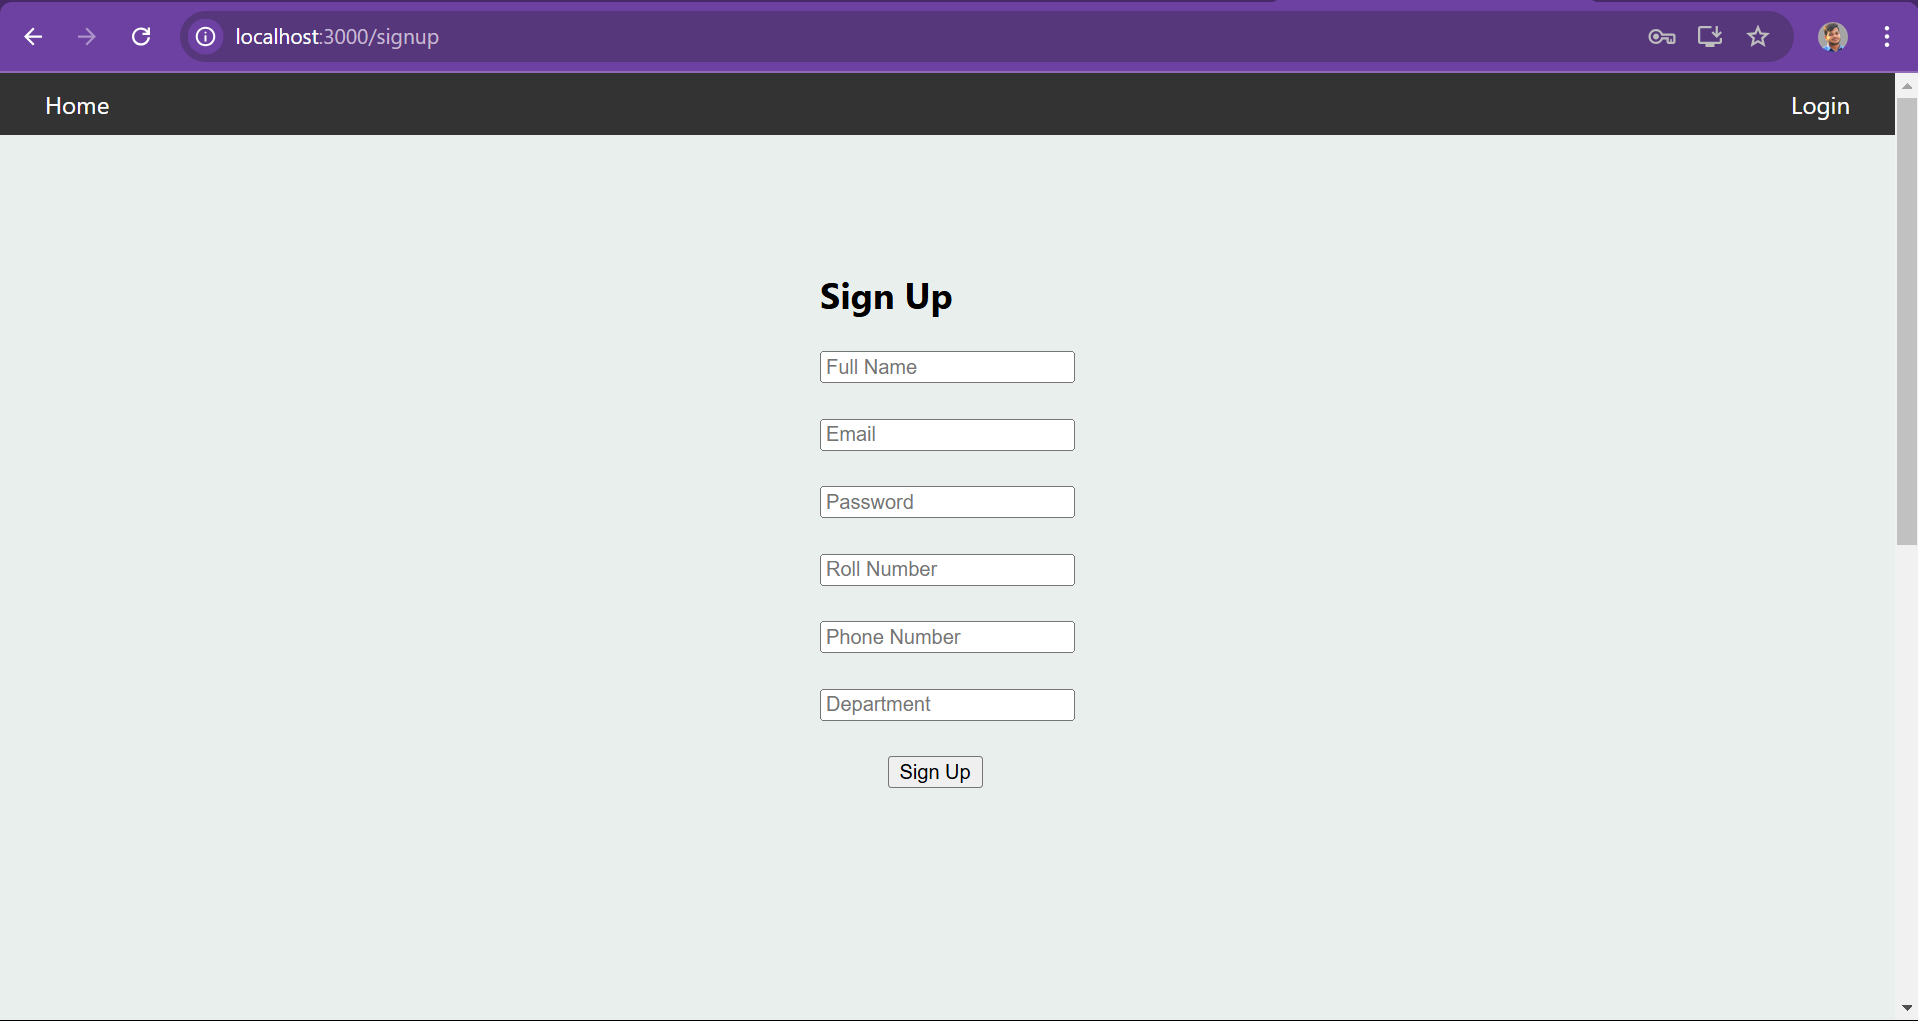 localhost:3000/signup
Home Login
Sign Up
Full Name
Email
Password
Roll Number
Phone Number
Department
Sign Up